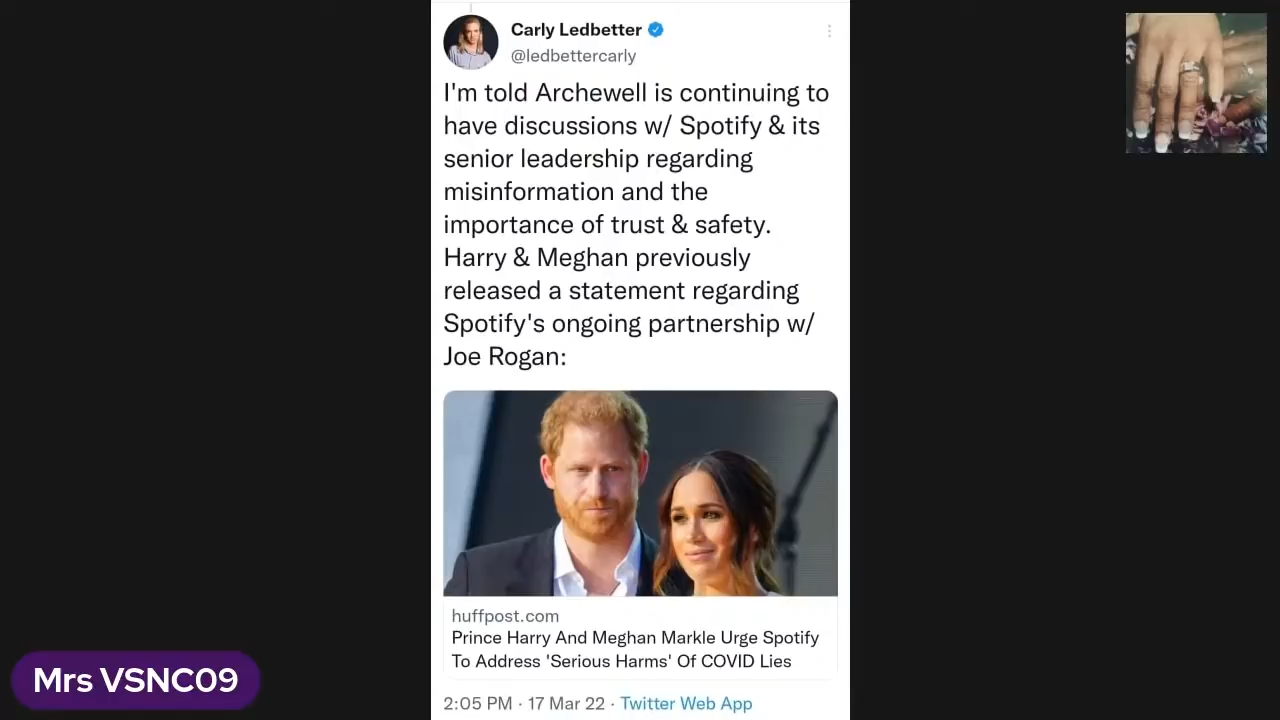 Carly Ledbetter
@ledbettercarly
I'm told Archewell is continuing to
have discussions w/ Spotify & its
senior leadership regarding
misinformation and the
importance of trust & safety.
Harry & Meghan previously
released a statement regarding
Spotify's ongoing partnership w/
Joe Rogan:
huffpost.com
Prince Harry And Meghan Markle Urge Spotify
To Address 'Serious Harms' Of COVID Lies
2:05 PM · 17 Mar 22 · Twitter Web App
Mrs VSNC09